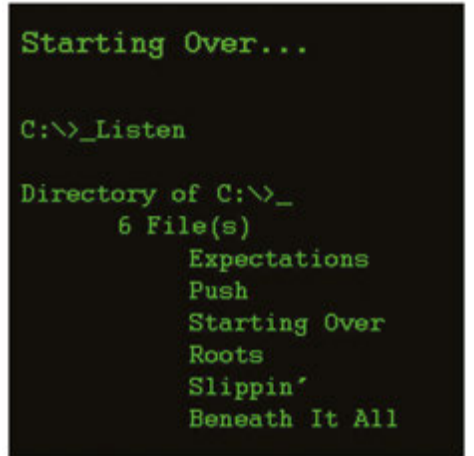 Starting Over...
C:\>_Listen
Directory of C:\>_
6 File(s)
Expectations
Push
Starting Over
Roots
Slippin´
Beneath It All